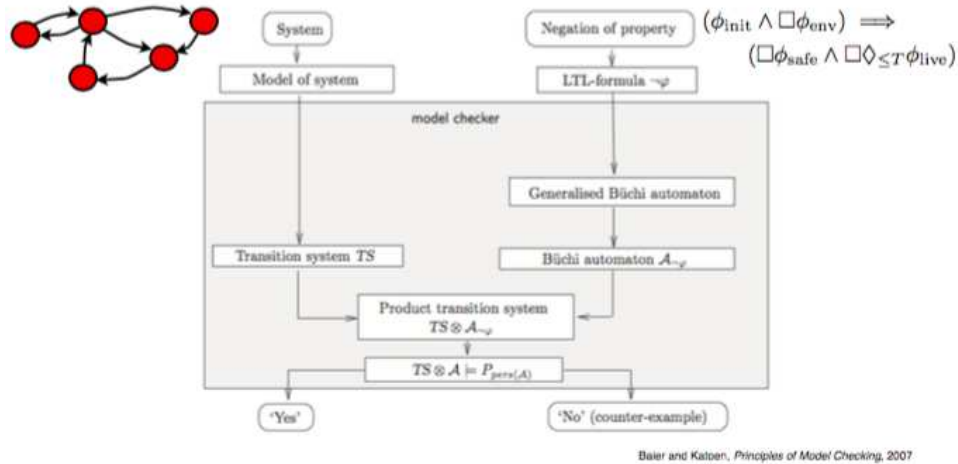 System
Negation of property
(ϕ_init ∧ □ϕ_env) ⟹
(□ϕ_safe ∧ □◊_≤T ϕ_live)
Model of system
LTL-formula ¬φ
model checker
Generalised Büchi automaton
Transition system TS
Büchi automaton 𝒜_¬φ
Product transition system
TS ⊗ 𝒜_¬φ
TS ⊗ 𝒜 ⊨ P_pers(𝒜)
'Yes'
'No' (counter-example)
Baier and Katoen, Principles of Model Checking, 2007